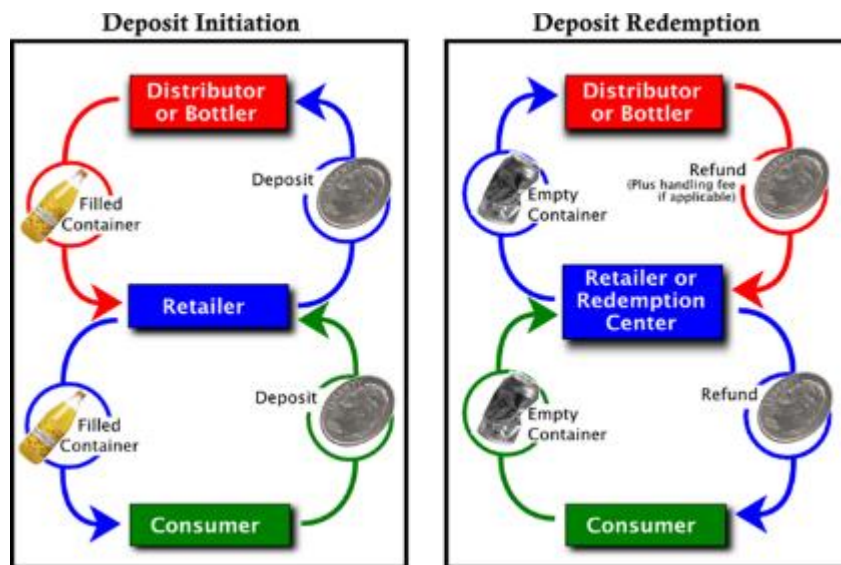 Deposit Initiation
Distributor
or Bottler
Deposit
Filled
Container
Retailer
Deposit
Filled
Container
Consumer
Deposit Redemption
Distributor
or Bottler
Refund
(Plus handling fee
if applicable)
Empty
Container
Retailer or
Redemption
Center
Refund
Empty
Container
Consumer